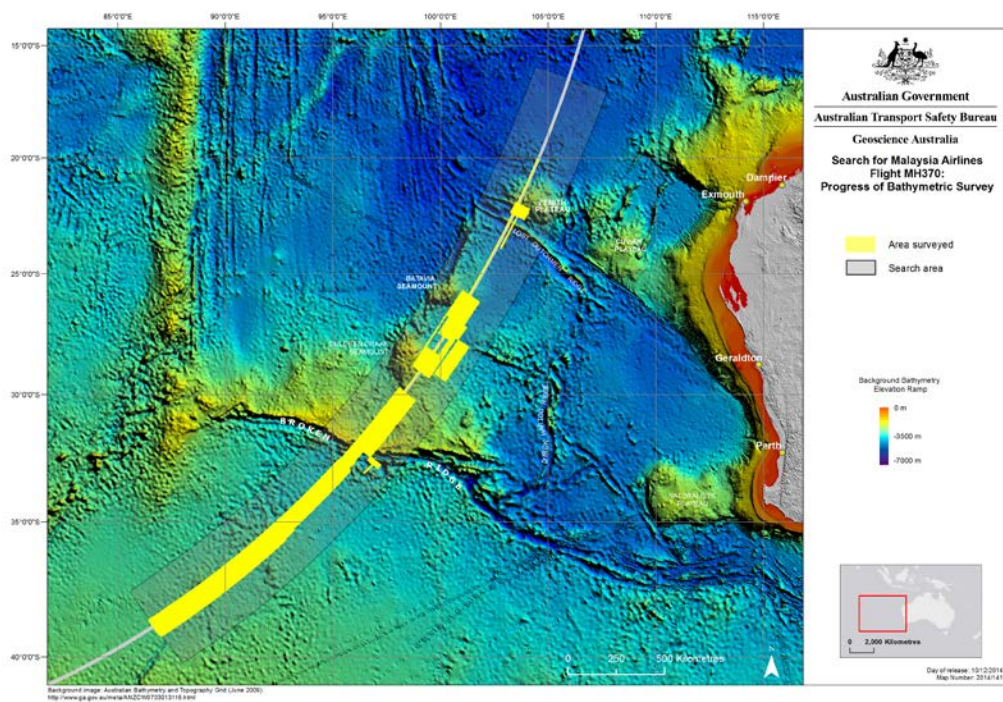 85°0'0"S
90°0'0"S
95°0'0"S
100°0'0"S
105°0'0"S
110°0'0"S
115°0'0"S
15°0'0"S
20°0'0"S
25°0'0"S
30°0'0"S
35°0'0"S
40°0'0"S
Dampier
Exmouth
ZENITH
PLATEAU
CUVIER
PLATEAU
BATAVIA
SEAMOUNT
SEAMOUNT
Geraldton
BROKEN
RIDGE
Perth
NATURALISTE
PLATEAU
0 250 500 Kilometres
Australian Government
Australian Transport Safety Bureau
Geoscience Australia
Search for Malaysia Airlines
Flight MH370:
Progress of Bathymetric Survey
Area surveyed
Search area
Background Bathymetry
Elevation Ramp
0 m
-3500 m
-7000 m
0 2,000 Kilometres
Day of release: 10/12/2014
Map Number: 2014/141
Background image: Australian Bathymetry and Topography Grid (June 2009)